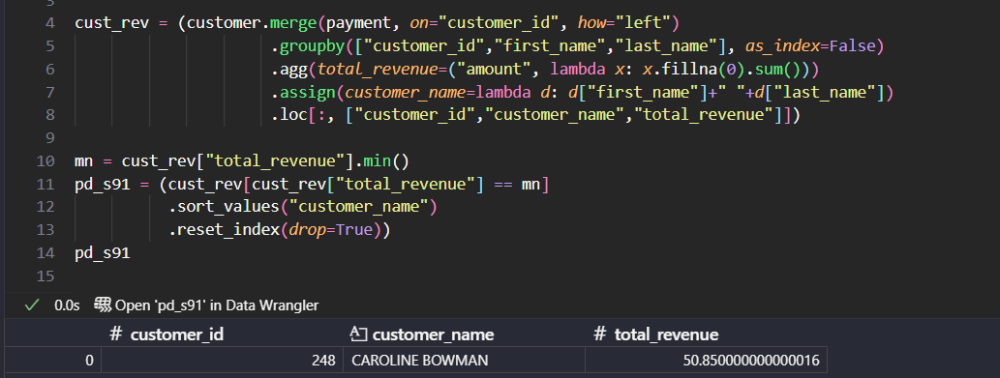 4 cust_rev = (customer.merge(payment, on="customer_id", how="left")
5 .groupby(["customer_id","first_name","last_name"], as_index=False)
6 .agg(total_revenue=("amount", lambda x: x.fillna(0).sum()))
7 .assign(customer_name=lambda d: d["first_name"]+" "+d["last_name"])
8 .loc[:, ["customer_id","customer_name","total_revenue"]])
9
10 mn = cust_rev["total_revenue"].min()
11 pd_s91 = (cust_rev[cust_rev["total_revenue"] == mn]
12 .sort_values("customer_name")
13 .reset_index(drop=True))
14 pd_s91
15
0.0s Open 'pd_s91' in Data Wrangler
# customer_id A customer_name # total_revenue
0 248 CAROLINE BOWMAN 50.850000000000016